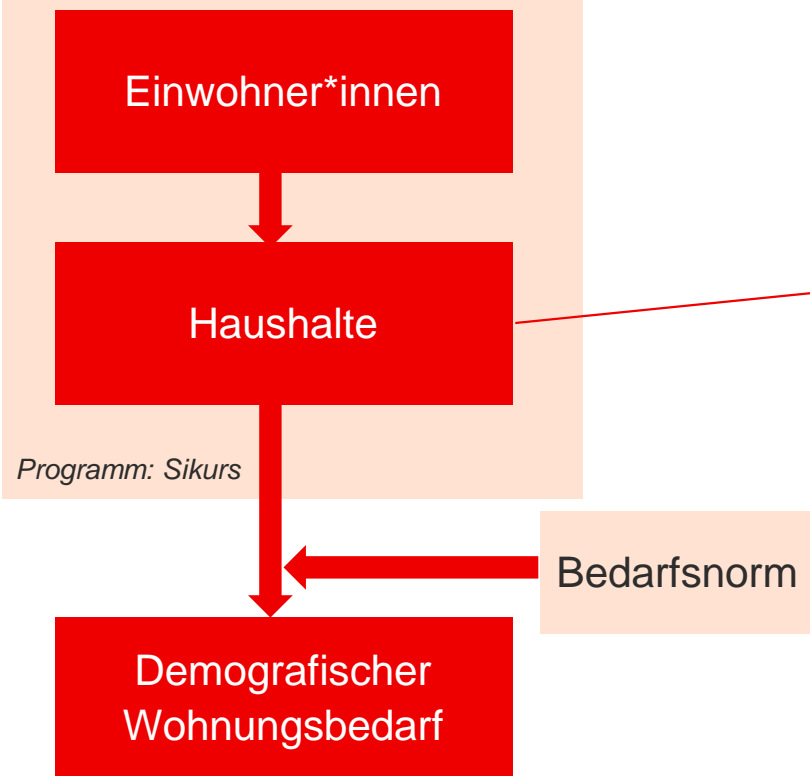 Einwohner*innen
Haushalte
Programm: Sikurs
Bedarfsnorm
Demografischer
Wohnungsbedarf